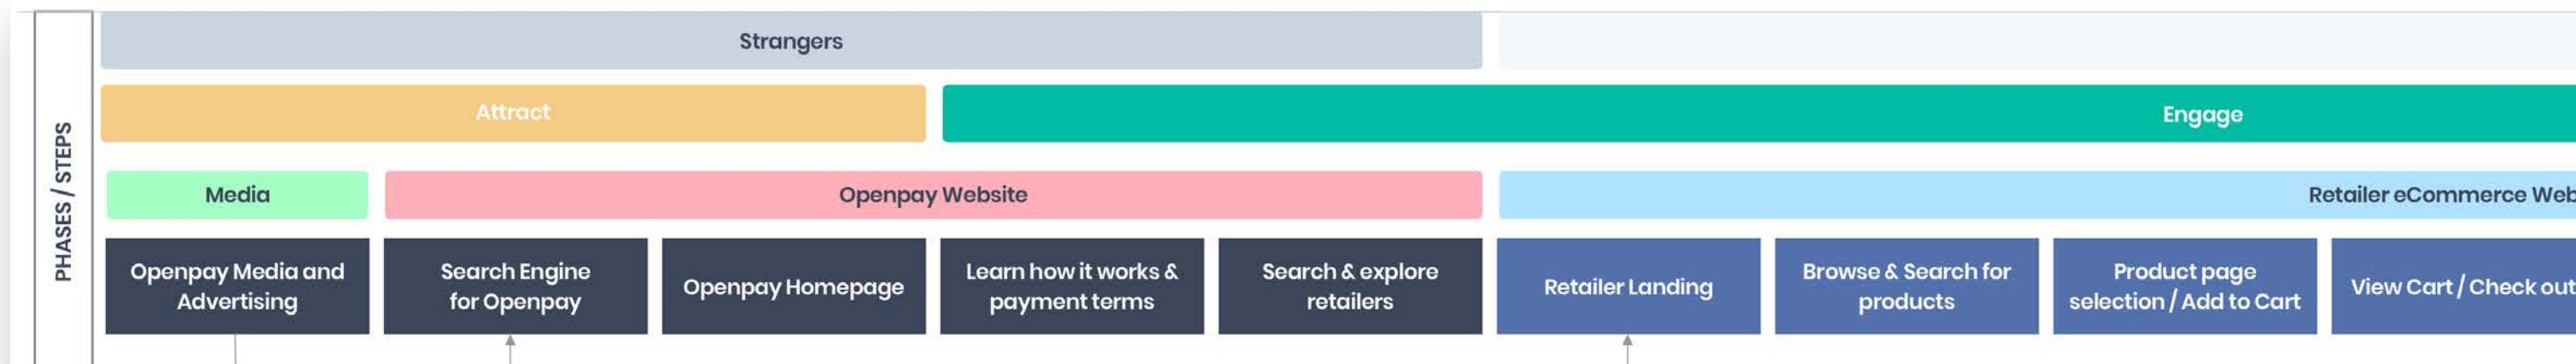 PHASES / STEPS
Strangers
Attract
Engage
Media
Openpay Website
Retailer eCommerce Web
Openpay Media and
Advertising
Search Engine
for Openpay
Openpay Homepage
Learn how it works &
payment terms
Search & explore
retailers
Retailer Landing
Browse & Search for
products
Product page
selection / Add to Cart
View Cart / Check out